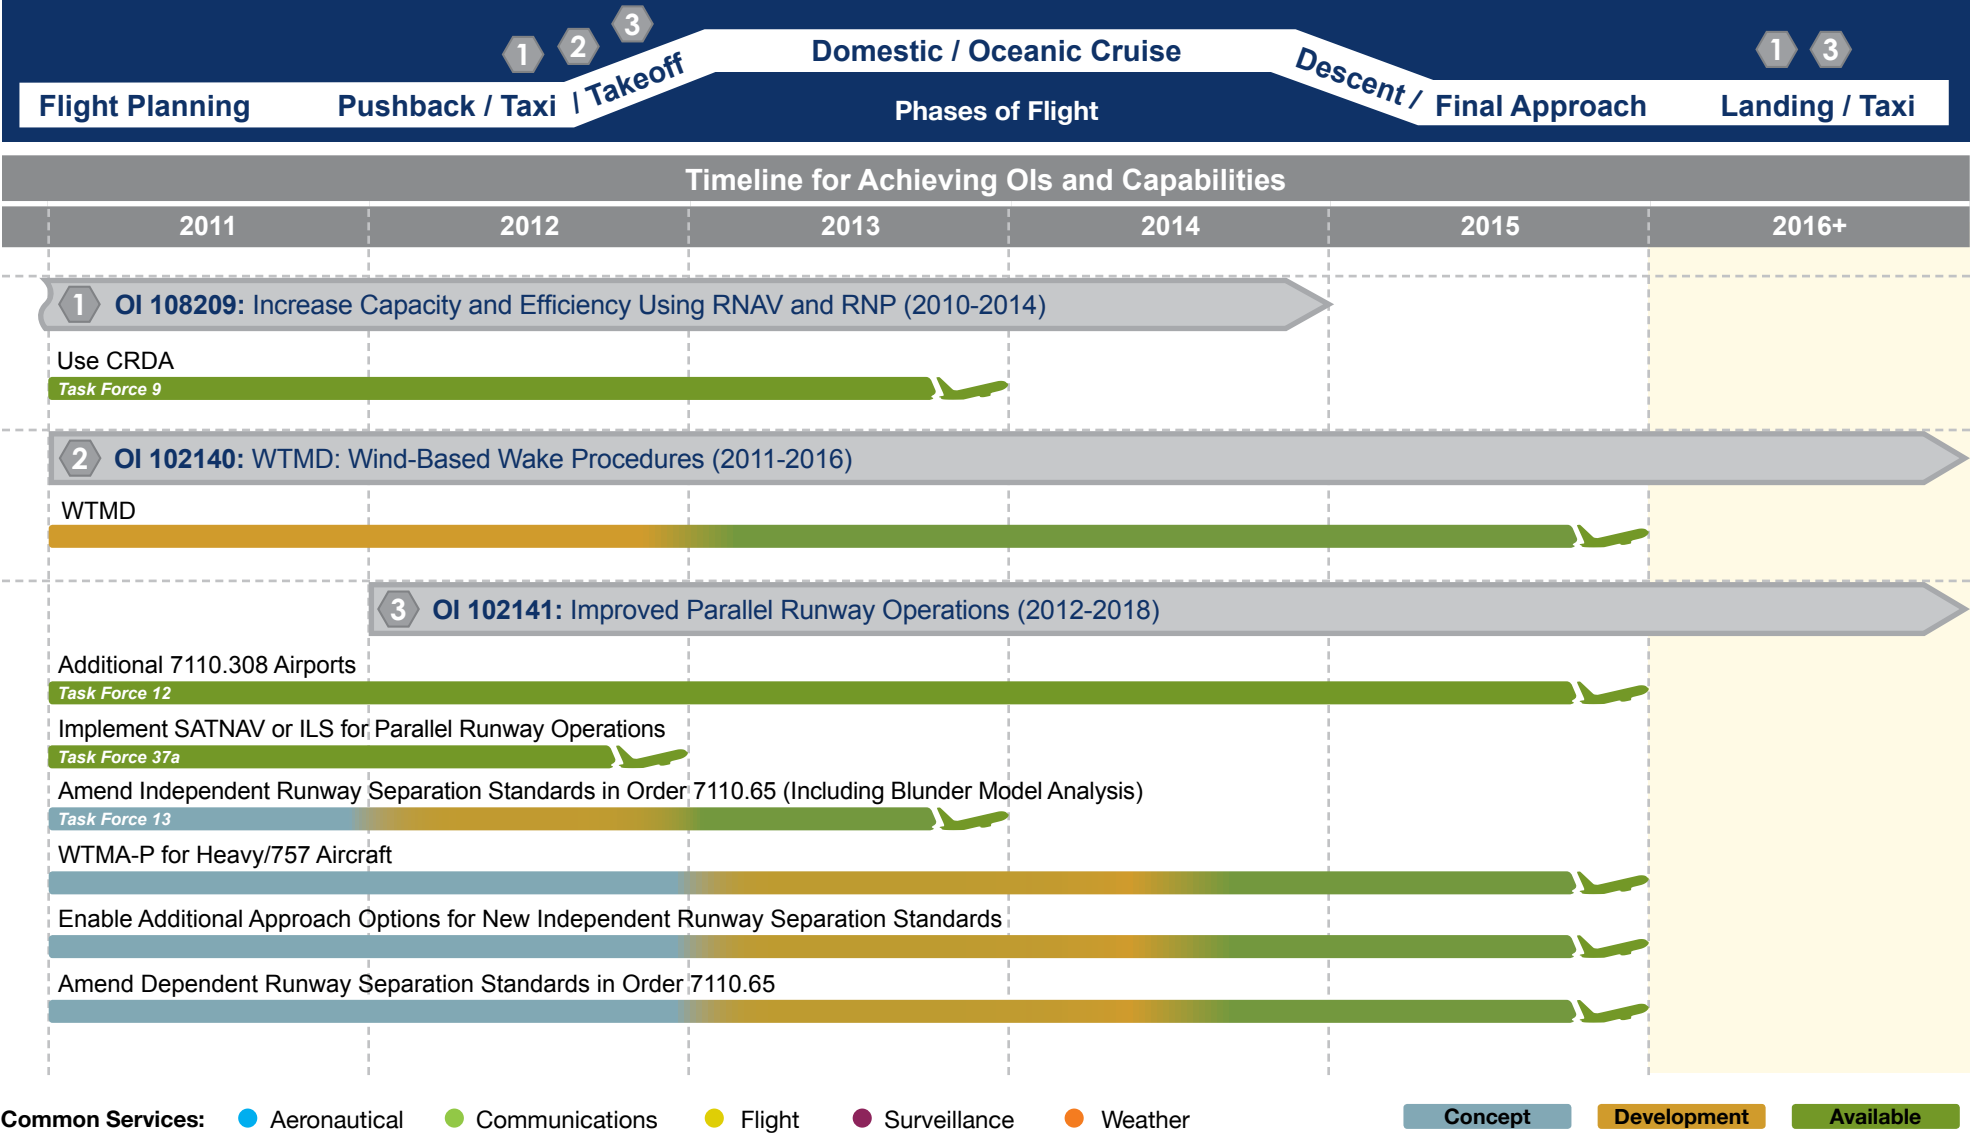 1 2 3
Domestic / Oceanic Cruise
1 3
Flight Planning
Pushback / Taxi / Takeoff
Phases of Flight
Descent / Final Approach
Landing / Taxi
Timeline for Achieving OIs and Capabilities
2011 2012 2013 2014 2015 2016+
1 OI 108209: Increase Capacity and Efficiency Using RNAV and RNP (2010-2014)
Use CRDA
Task Force 9
2 OI 102140: WTMD: Wind-Based Wake Procedures (2011-2016)
WTMD
3 OI 102141: Improved Parallel Runway Operations (2012-2018)
Additional 7110.308 Airports
Task Force 12
Implement SATNAV or ILS for Parallel Runway Operations
Task Force 37a
Amend Independent Runway Separation Standards in Order 7110.65 (Including Blunder Model Analysis)
Task Force 13
WTMA-P for Heavy/757 Aircraft
Enable Additional Approach Options for New Independent Runway Separation Standards
Amend Dependent Runway Separation Standards in Order 7110.65
Common Services: Aeronautical Communications Flight Surveillance Weather Concept Development Available